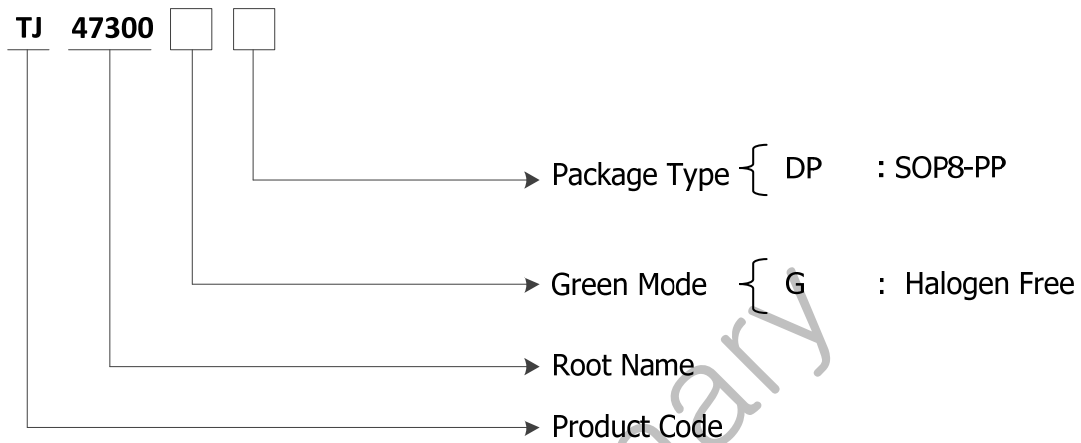 TJ 47300
Package Type { DP : SOP8-PP
Green Mode { G : Halogen Free
Root Name
Product Code